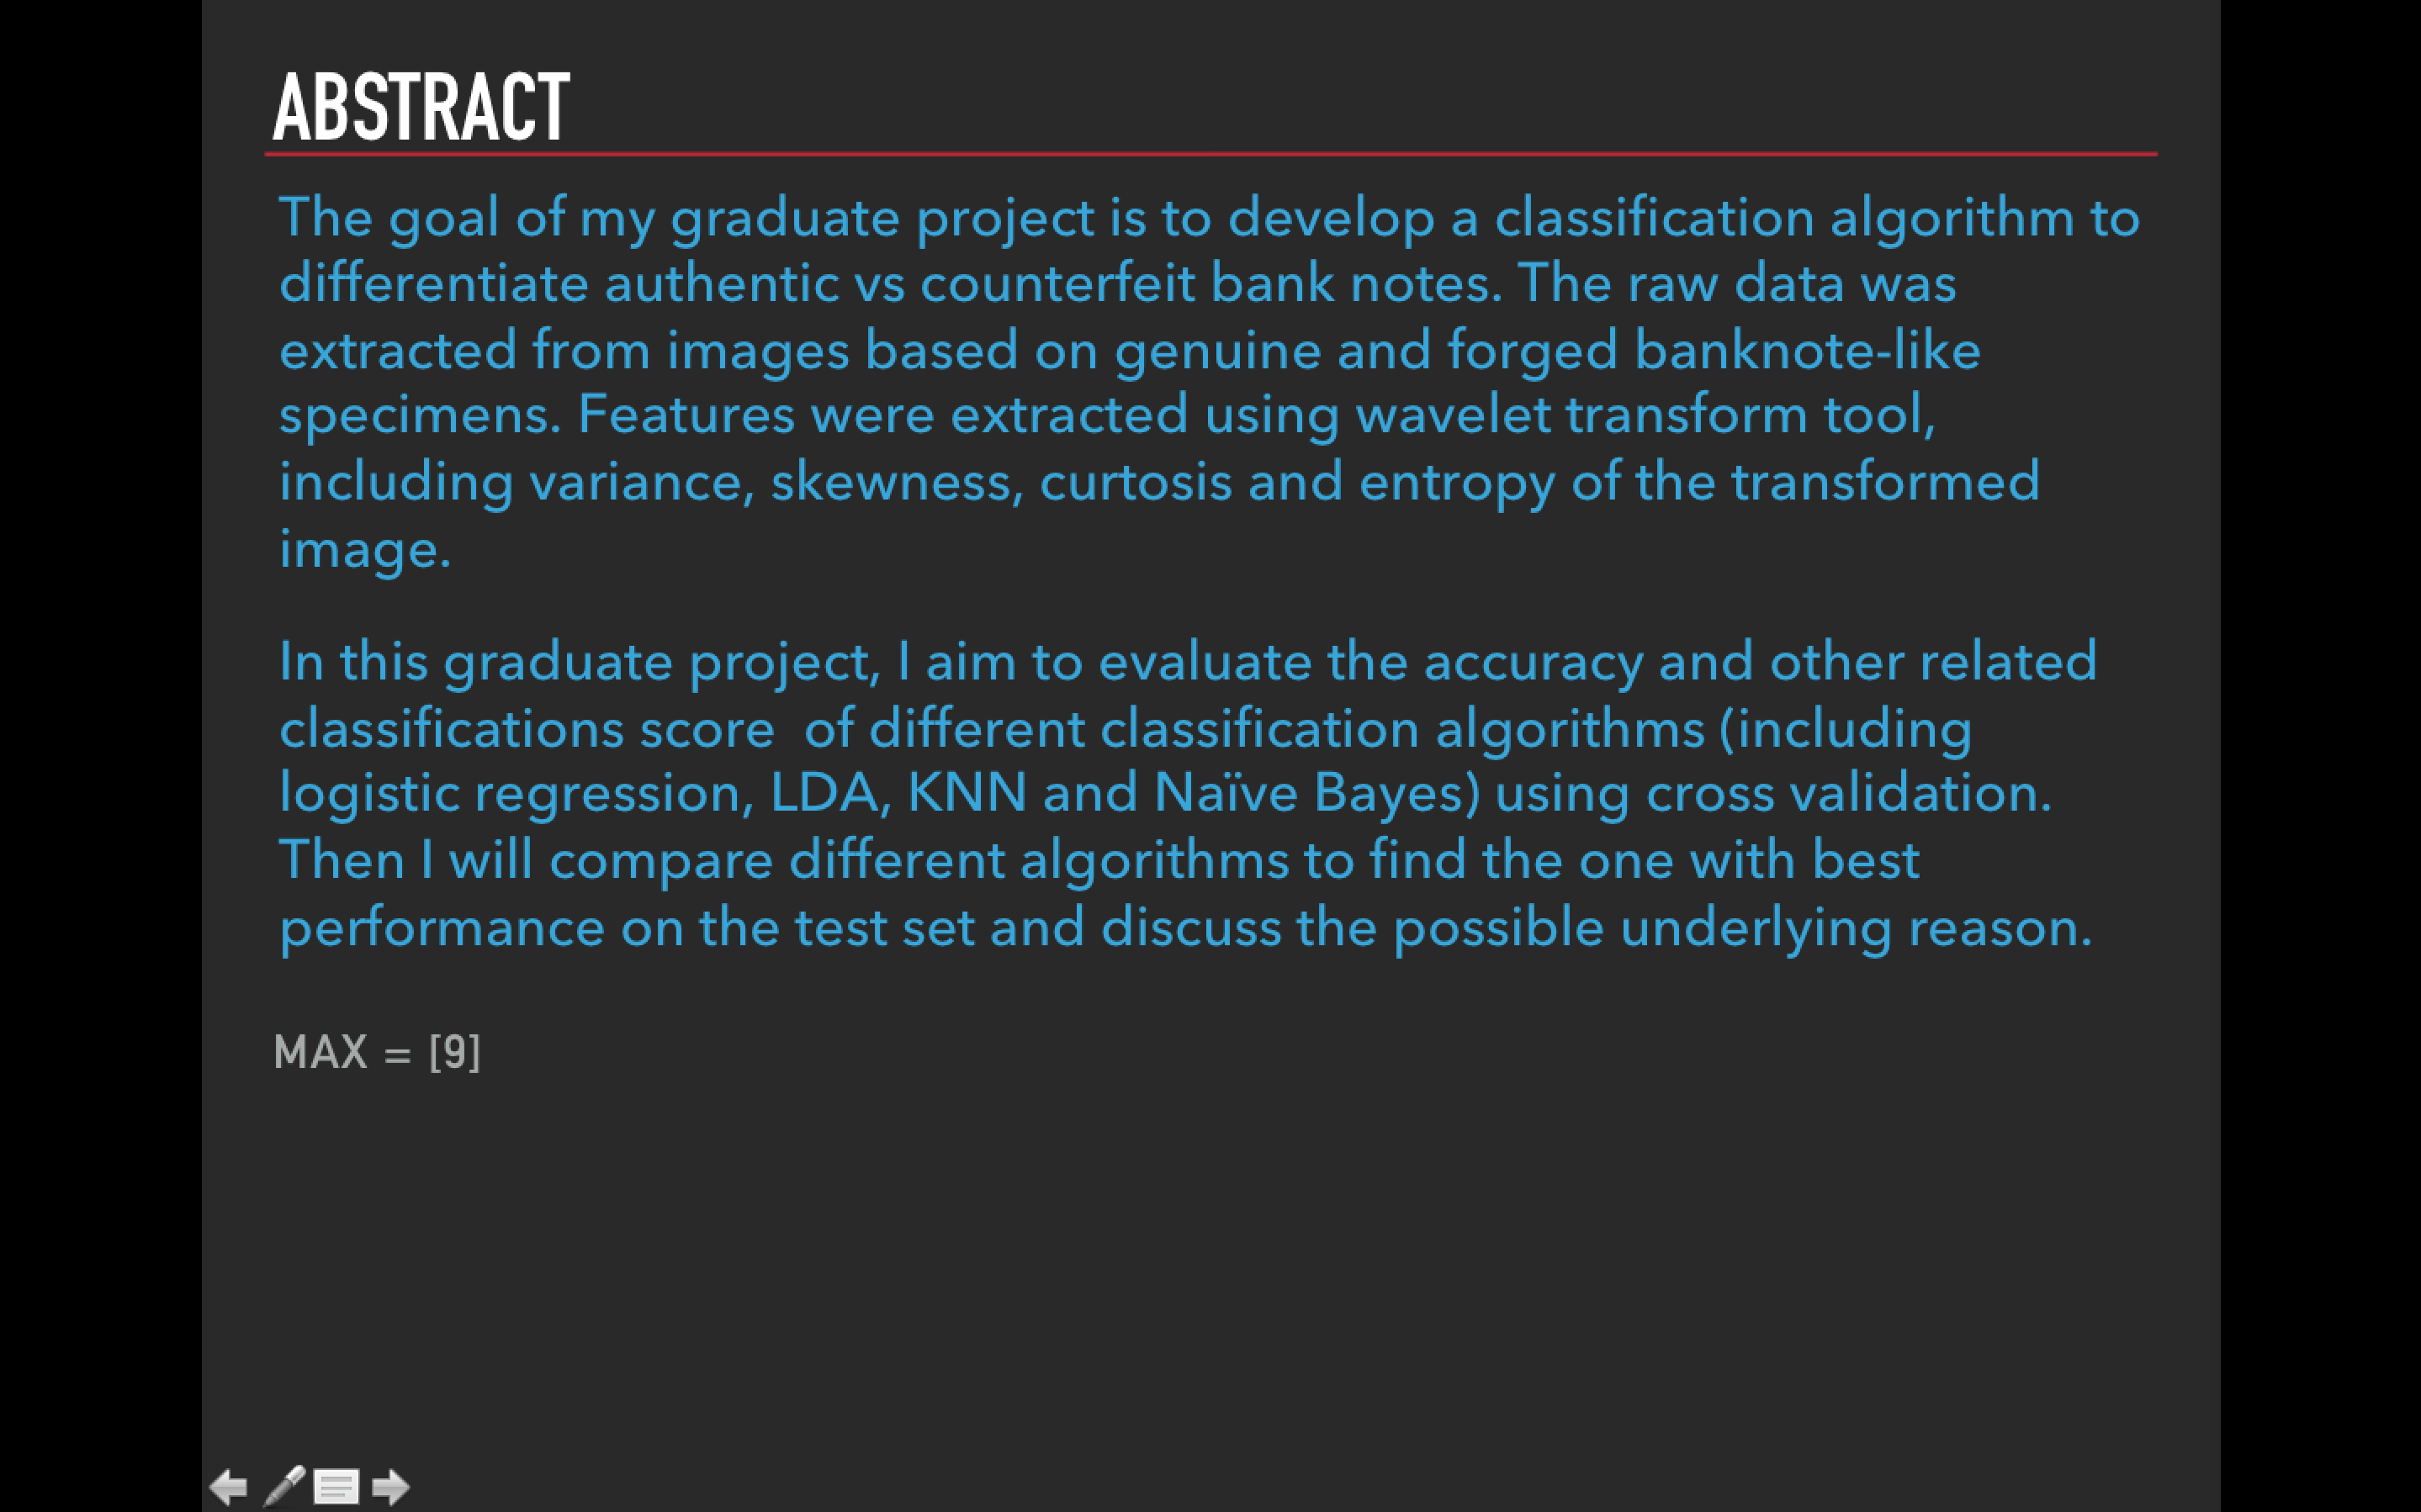 ABSTRACT
The goal of my graduate project is to develop a classification algorithm to
differentiate authentic vs counterfeit bank notes. The raw data was
extracted from images based on genuine and forged banknote-like
specimens. Features were extracted using wavelet transform tool,
including variance, skewness, curtosis and entropy of the transformed
image.
In this graduate project, I aim to evaluate the accuracy and other related
classifications score  of different classification algorithms (including
logistic regression, LDA, KNN and Naïve Bayes) using cross validation.
Then I will compare different algorithms to find the one with best
performance on the test set and discuss the possible underlying reason.
MAX = [9]